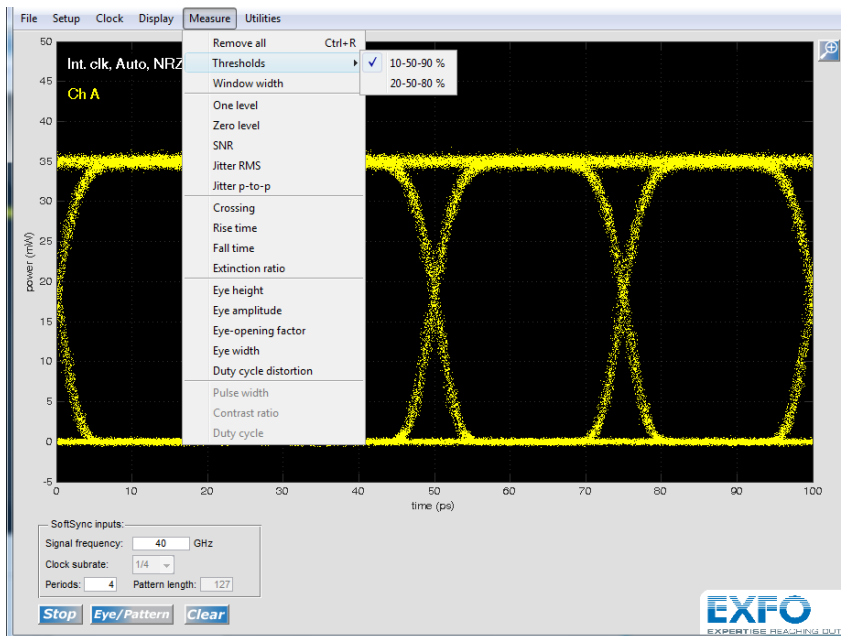 File Setup Clock Display Measure Utilities
Int. clk, Auto, NRZ
Ch A
Remove all Ctrl+R
Thresholds
Window width
One level
Zero level
SNR
Jitter RMS
Jitter p-to-p
Crossing
Rise time
Fall time
Extinction ratio
Eye height
Eye amplitude
Eye-opening factor
Eye width
Duty cycle distortion
Pulse width
Contrast ratio
Duty cycle
10-50-90 %
20-50-80 %
power (mW)
50
45
40
35
30
25
20
15
10
5
0
-5
0 10 20 30 40 50 60 70 80 90 100
time (ps)
SoftSync inputs:
Signal frequency: 40 GHz
Clock subrate: 1/4
Periods: 4 Pattern length: 127
Stop Eye/Pattern Clear
EXFO
EXPERTISE REACHING OUT